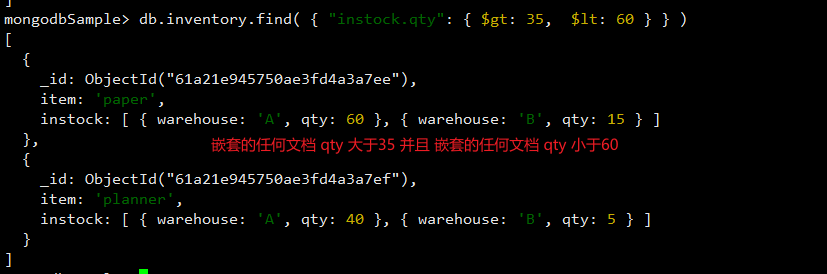 ]
mongodbSample> db.inventory.find( { "instock.qty": { $gt: 35,  $lt: 60 } } )
[
  {
    _id: ObjectId("61a21e945750ae3fd4a3a7ee"),
    item: 'paper',
    instock: [ { warehouse: 'A', qty: 60 }, { warehouse: 'B', qty: 15 } ]
  },
嵌套的任何文档 qty 大于35 并且 嵌套的任何文档 qty 小于60
  {
    _id: ObjectId("61a21e945750ae3fd4a3a7ef"),
    item: 'planner',
    instock: [ { warehouse: 'A', qty: 40 }, { warehouse: 'B', qty: 5 } ]
  }
]